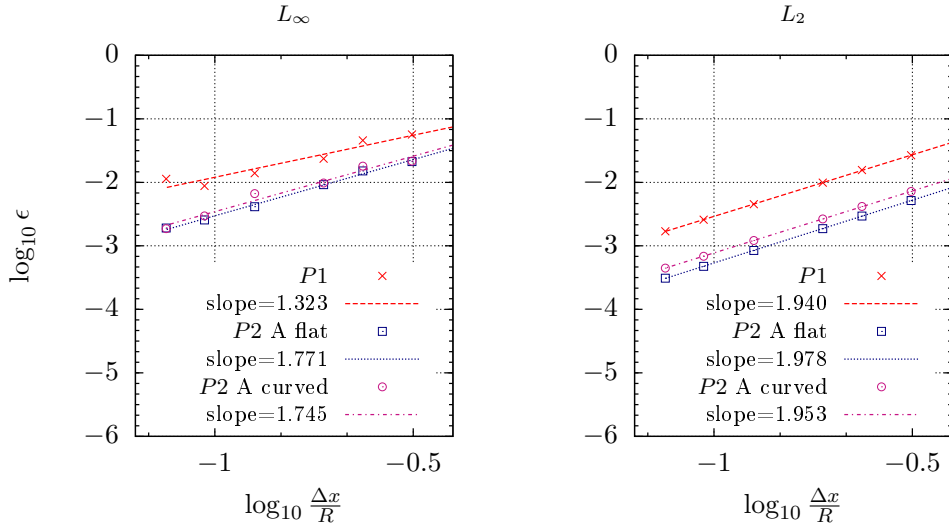 L∞
0
−1
−2
−3
−4
−5
−6
log₁₀ ϵ
P1
slope=1.323
P2 A flat
slope=1.771
P2 A curved
slope=1.745
−1
−0.5
log₁₀ Δx/R
L₂
0
−1
−2
−3
−4
−5
−6
P1
slope=1.940
P2 A flat
slope=1.978
P2 A curved
slope=1.953
−1
−0.5
log₁₀ Δx/R